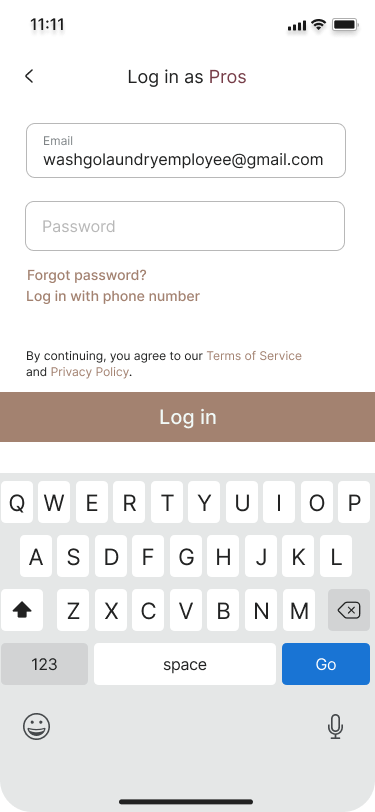 11:11
Log in as Pros
Email
washgolaundryemployee@gmail.com
Password
Forgot password?
Log in with phone number
By continuing, you agree to our Terms of Service
and Privacy Policy.
Log in
Q W E R T Y U I O P
A S D F G H J K L
Z X C V B N M
123 space Go